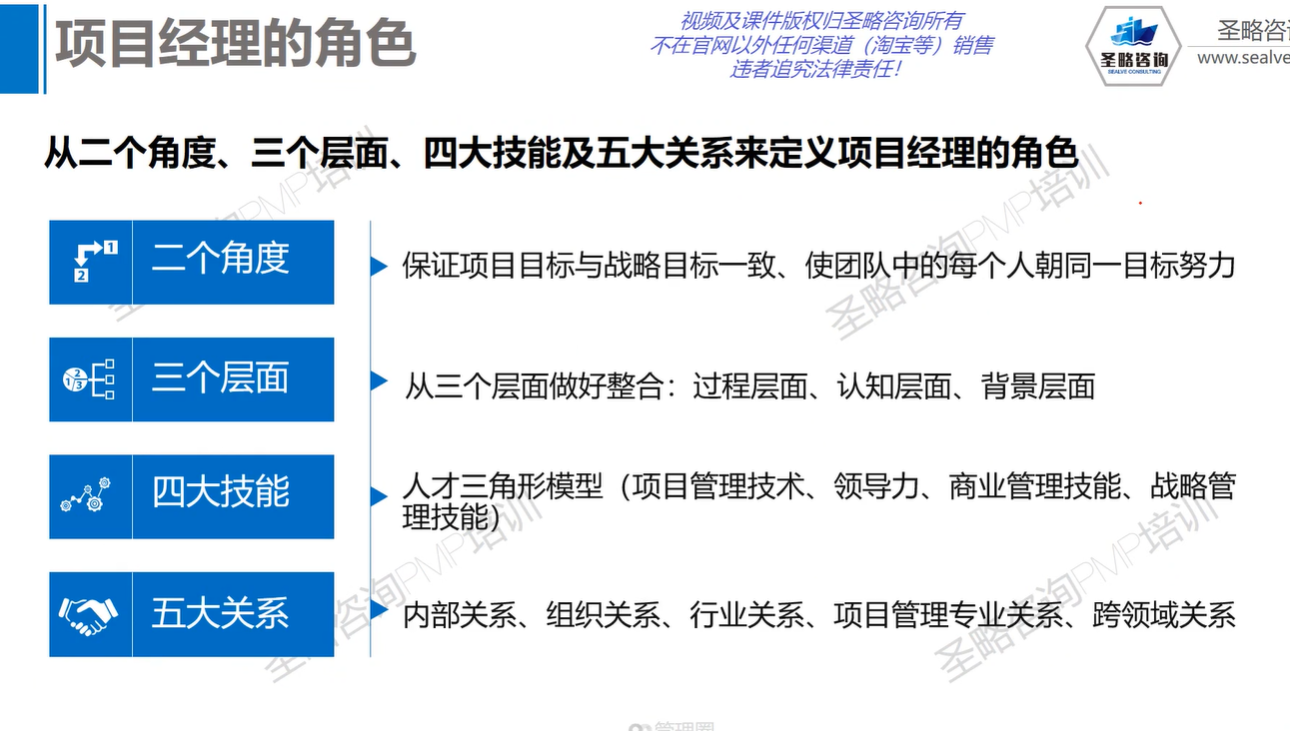 项目经理的角色
视频及课件版权归圣略咨询所有
不在官网以外任何渠道（淘宝等）销售
违者追究法律责任！
圣略咨询
SEALVE CONSULTING
圣略咨
www.sealve
从二个角度、三个层面、四大技能及五大关系来定义项目经理的角色
1
2
二个角度
保证项目目标与战略目标一致、使团队中的每个人朝同一目标努力
1 2 3
三个层面
从三个层面做好整合：过程层面、认知层面、背景层面
四大技能
人才三角形模型（项目管理技术、领导力、商业管理技能、战略管
理技能）
五大关系
内部关系、组织关系、行业关系、项目管理专业关系、跨领域关系
圣略咨询PMP培训
圣略咨询PMP培训
圣略咨询PMP培训
圣略咨询PMP培训
管理圈